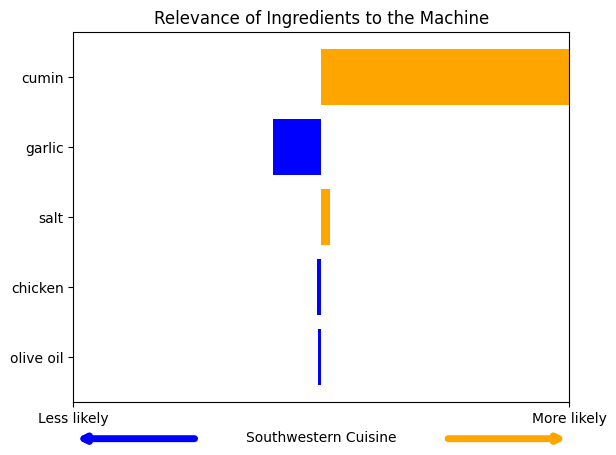 Relevance of Ingredients to the Machine
cumin
garlic
salt
chicken
olive oil
Less likely
More likely
Southwestern Cuisine